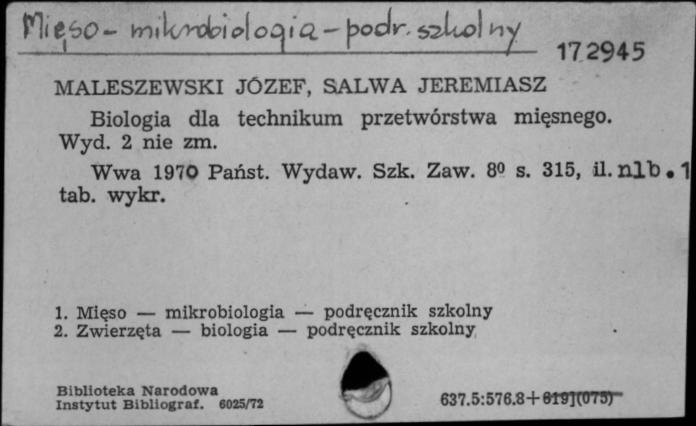 Mięso - mikrobiologia - podr. szkolny
172945
MALESZEWSKI JÓZEF, SALWA JEREMIASZ
Biologia dla technikum przetwórstwa mięsnego.
Wyd. 2 nie zm.
Wwa 1970 Państ. Wydaw. Szk. Zaw. 8⁰ s. 315, il. nlb. 1
tab. wykr.
1. Mięso — mikrobiologia — podręcznik szkolny
2. Zwierzęta — biologia — podręcznik szkolny
Biblioteka Narodowa
Instytut Bibliograf. 6025/72
637.5:576.8+619](075)